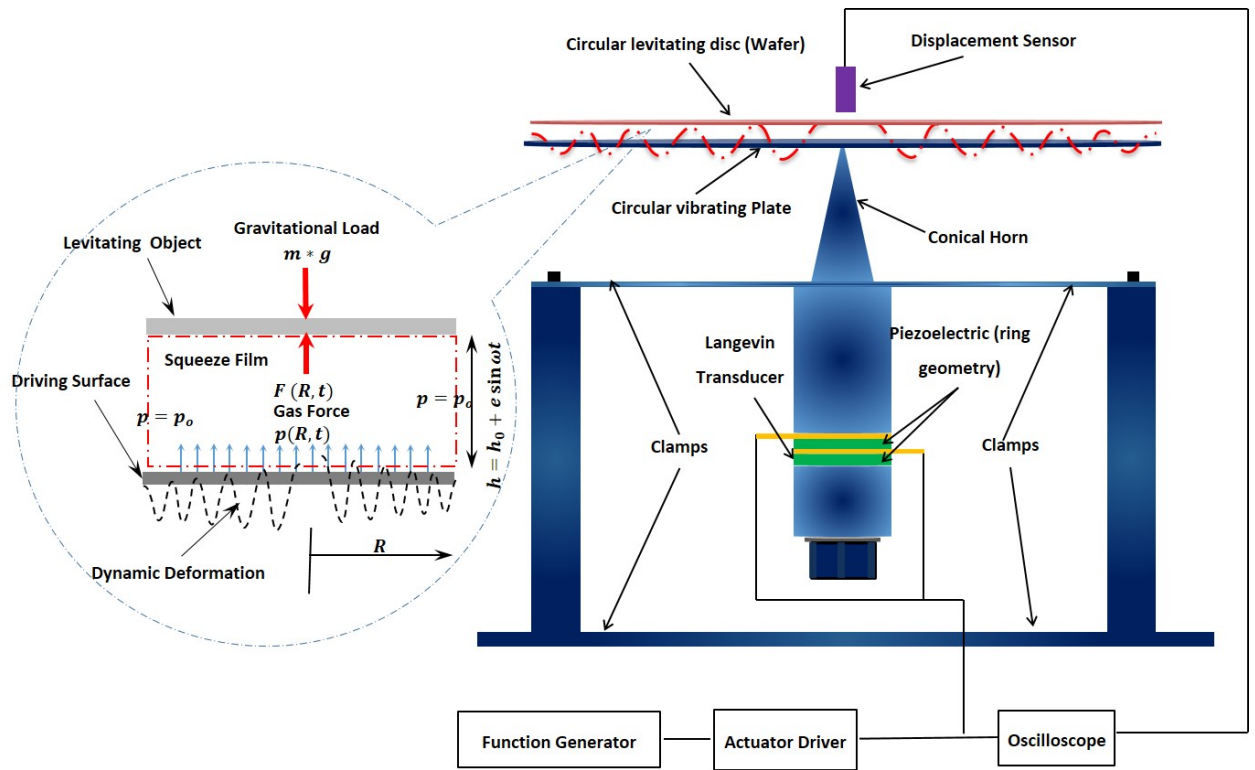 Circular levitating disc (Wafer)
Displacement Sensor
Circular vibrating Plate
Conical Horn
Gravitational Load
m * g
Levitating Object
Squeeze Film
Driving Surface
p = pₒ
F (R, t)
Gas Force
p(R, t)
p = pₒ
h = h₀ + e sin ωt
R
Dynamic Deformation
Langevin
Transducer
Piezoelectric (ring
geometry)
Clamps
Clamps
Function Generator
Actuator Driver
Oscilloscope